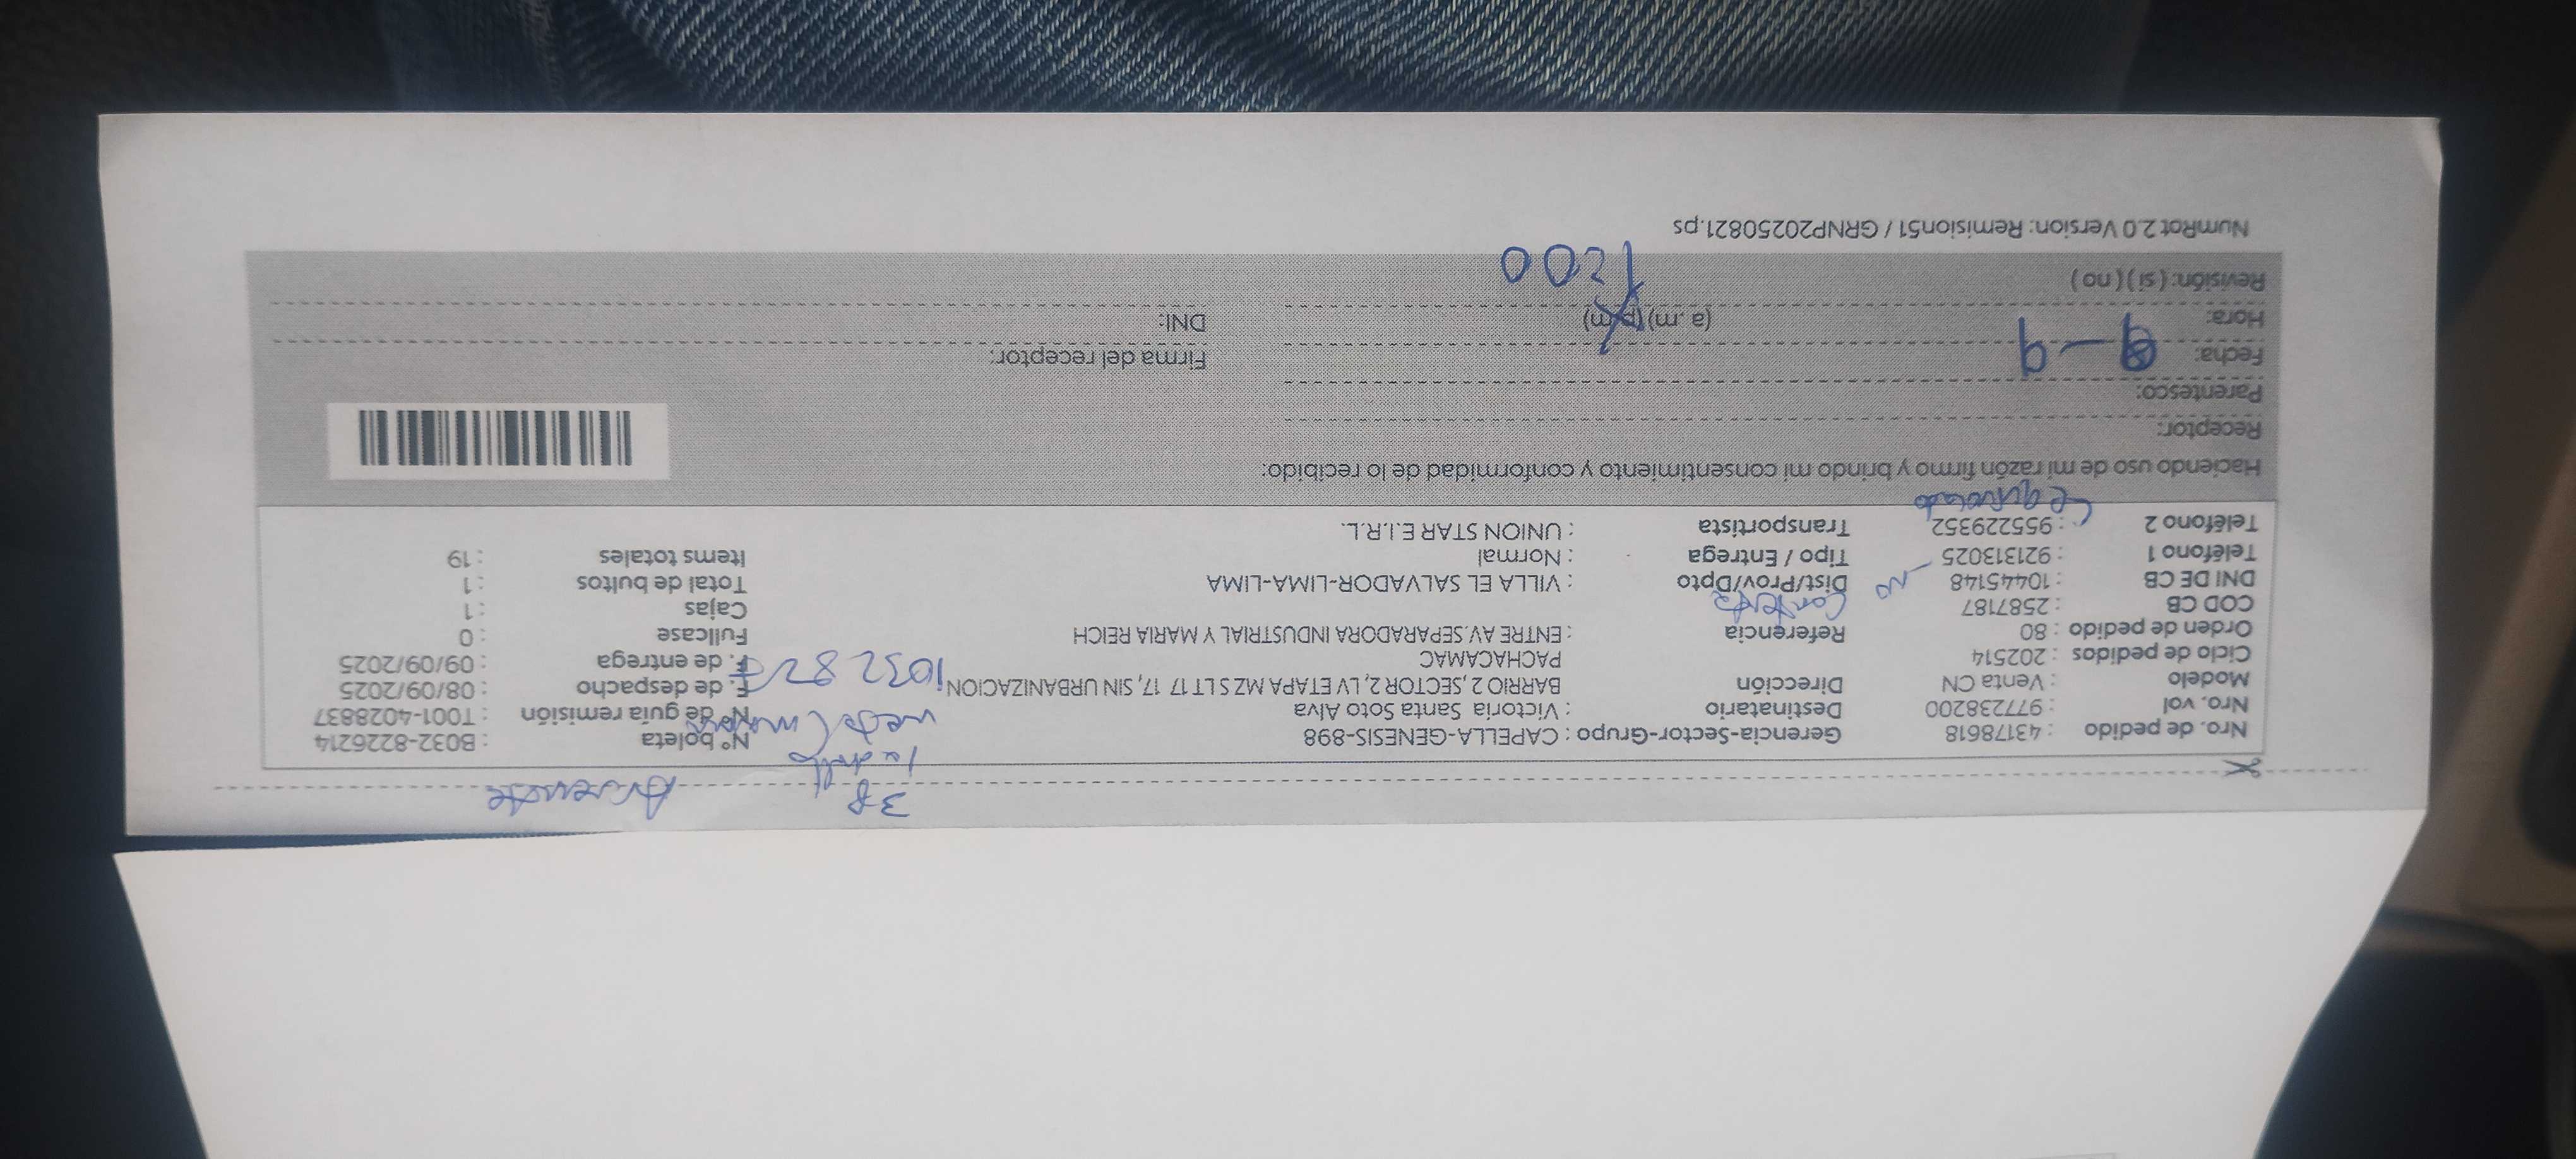 3P
Ausente
1 ladrillo
Nro. de pedido : 43178618
Gerencia-Sector-Grupo : CAPELLA-GENESIS-898
N° boleta : B032-8226214
Nro. vol : 977238200
Destinatario : Victoria Santa Soto Alva
N° de guía remisión : T001-4028837
Modelo : Venta CN
Dirección : BARRIO 2, SECTOR 2, LV ETAPA MZ S LT 17 17, SIN URBANIZACION
PACHACAMAC
F. de despacho : 08/09/2025
Ciclo de pedidos : 202514
F. de entrega : 09/09/2025
Orden de pedido : 80
Referencia : ENTRE AV.SEPARADORA INDUSTRIAL Y MARIA REICH
Fullcase : 0
COD CB : 2587187
Cajas : 1
DNI DE CB : 10445148
no contesta
Dist/Prov/Dpto : VILLA EL SALVADOR-LIMA-LIMA
Total de bultos : 1
Teléfono 1 : 921313025
Tipo / Entrega : Normal
Items totales : 19
Teléfono 2 : 955229352
Transportista : UNION STAR E.I.R.L.
equivocado
Haciendo uso de mi razón firmo y brindo mi consentimiento y conformidad de lo recibido:
Receptor:
Parentesco:
Fecha: 9-9
Firma del receptor:
Hora: (a .m) (p.m)
DNI:
1200
Revisión: ( si ) ( no )
NumRot 2.0 Version: Remision51 / GRNP20250821.ps